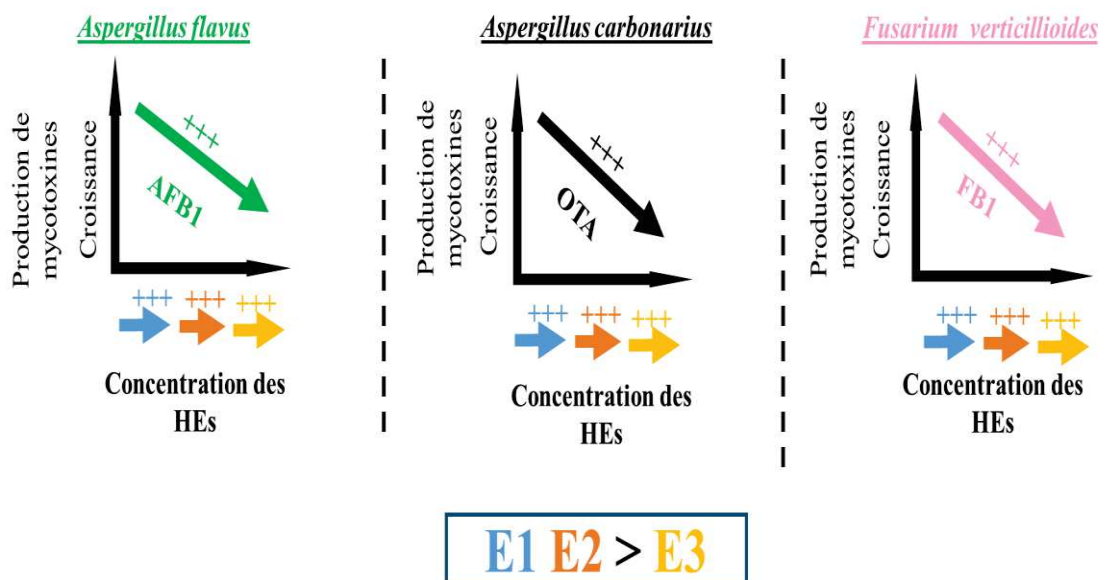 Aspergillus flavus
Production de
mycotoxines
Croissance
+++
AFB1
+++ +++ +++
Concentration des
HEs
Aspergillus carbonarius
Production de
mycotoxines
Croissance
+++
OTA
+++ +++ +++
Concentration des
HEs
Fusarium verticillioides
Production de
mycotoxines
Croissance
+++
FB1
+++ +++ +++
Concentration des
HEs
E1 E2 > E3